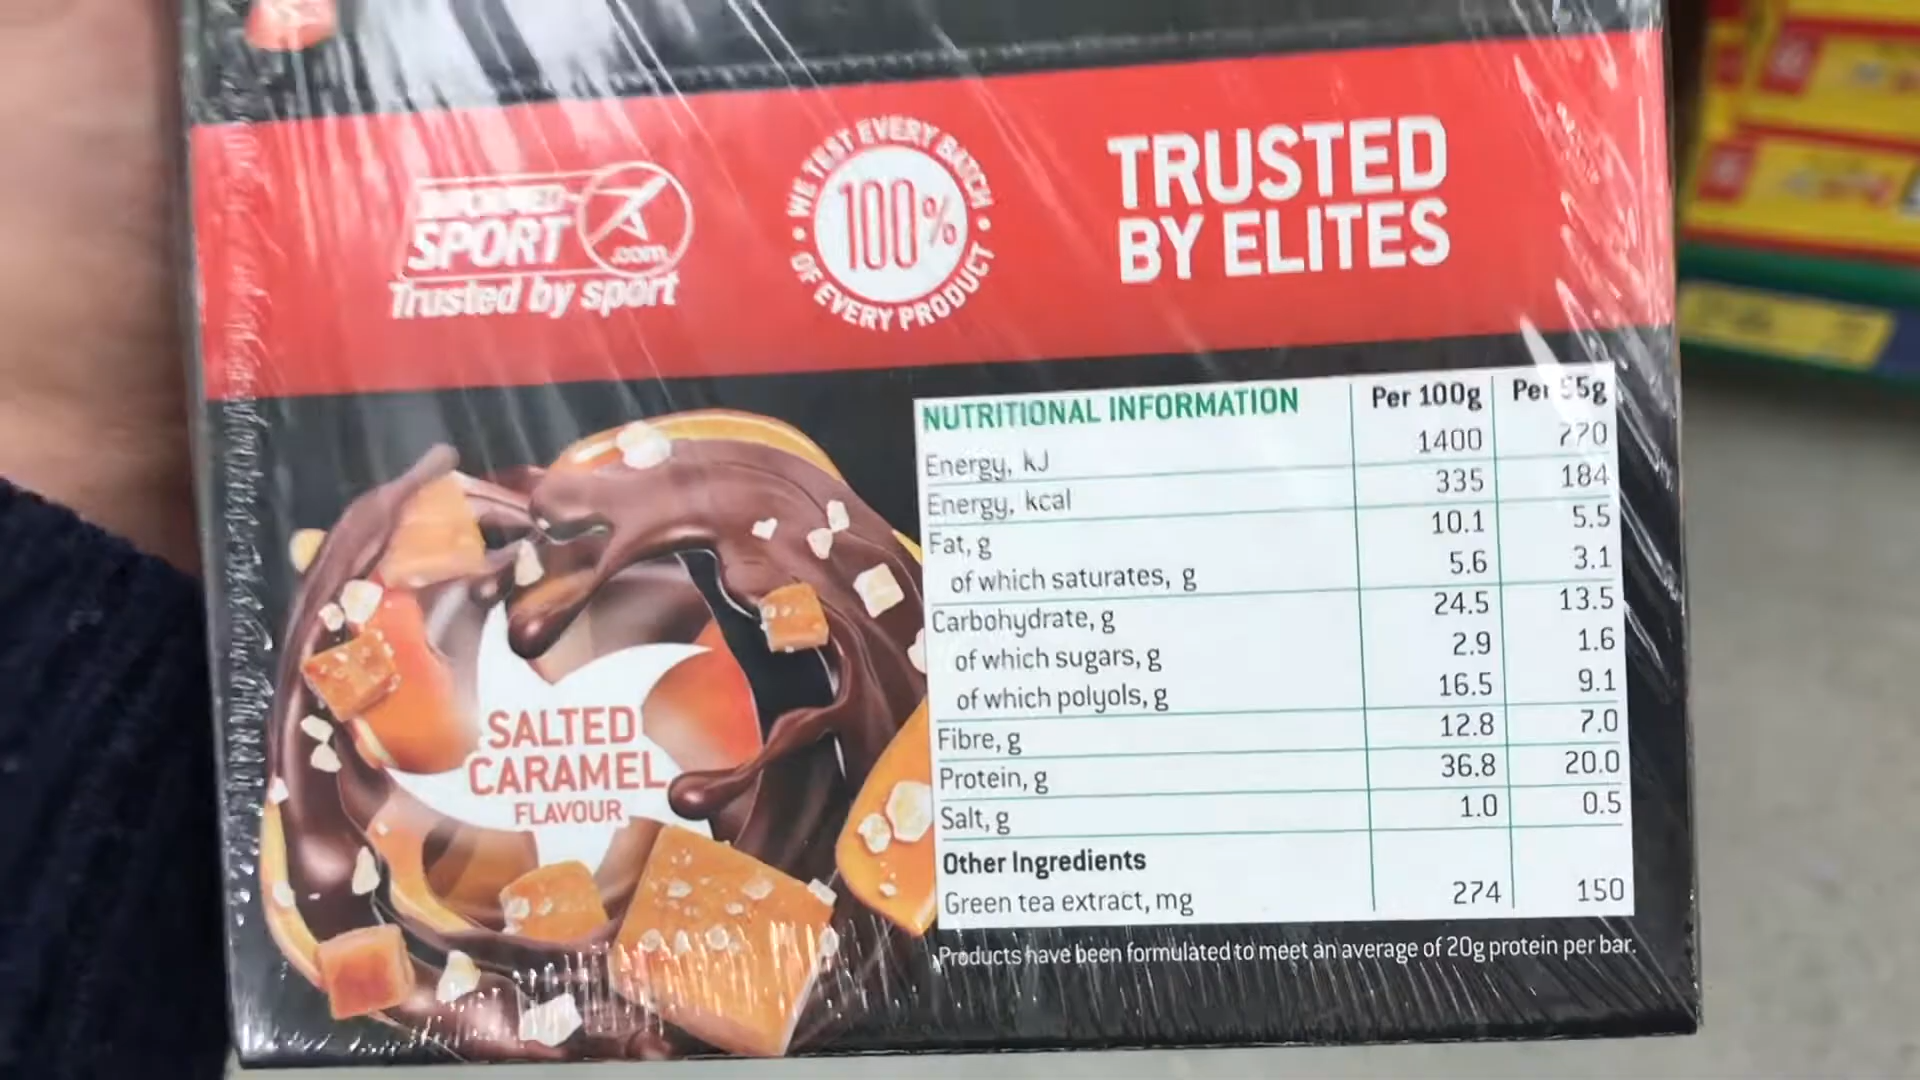 INFORMED-
SPORT
.com
Trusted by sport
• WE TEST EVERY BATCH •
OF EVERY PRODUCT
100%
TRUSTED
BY ELITES
SALTED
CARAMEL
FLAVOUR
NUTRITIONAL INFORMATION Per 100g Per 55g
Energy, kJ 1400 770
Energy, kcal 335 184
Fat, g 10.1 5.5
of which saturates, g 5.6 3.1
Carbohydrate, g 24.5 13.5
of which sugars, g 2.9 1.6
of which polyols, g 16.5 9.1
Fibre, g 12.8 7.0
Protein, g 36.8 20.0
Salt, g 1.0 0.5
Other Ingredients
Green tea extract, mg 274 150
Products have been formulated to meet an average of 20g protein per bar.